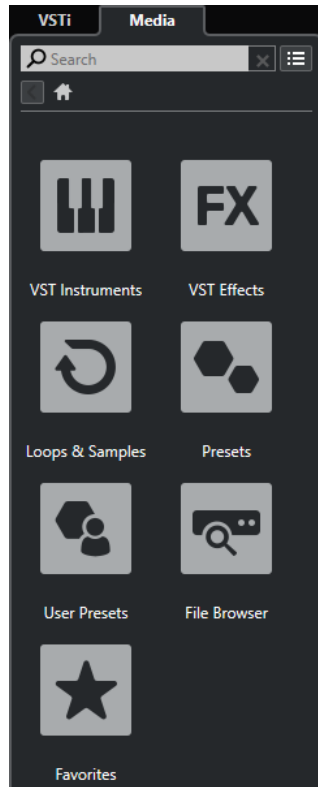 VSTi Media
Search
VST Instruments VST Effects
FX
Loops & Samples Presets
User Presets File Browser
Favorites